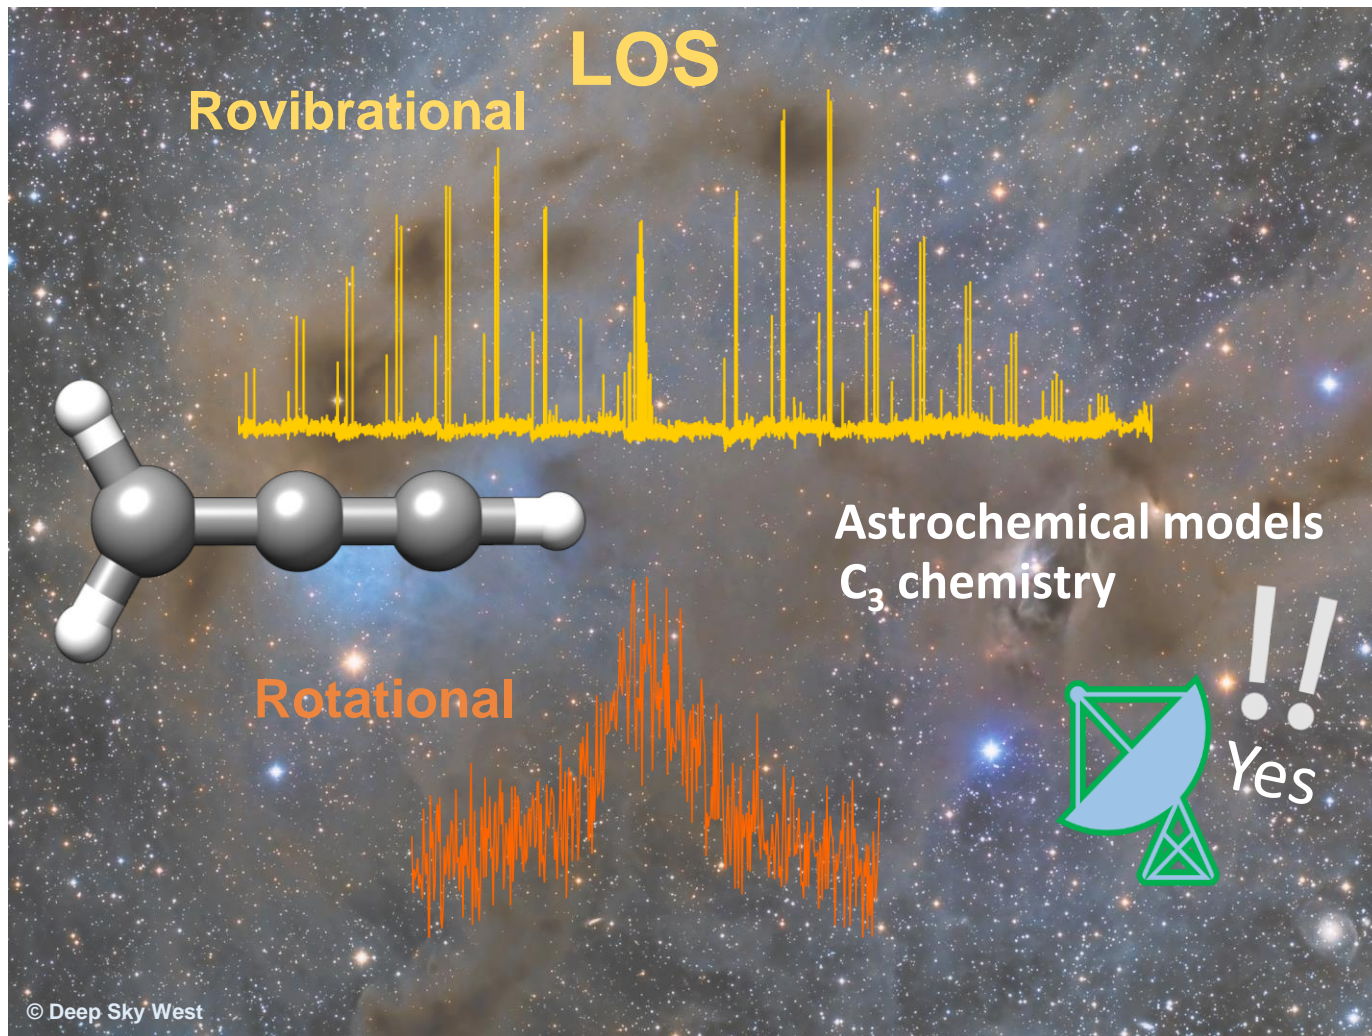 LOS
Rovibrational
Astrochemical models
C₃ chemistry
!!
Yes
Rotational
© Deep Sky West